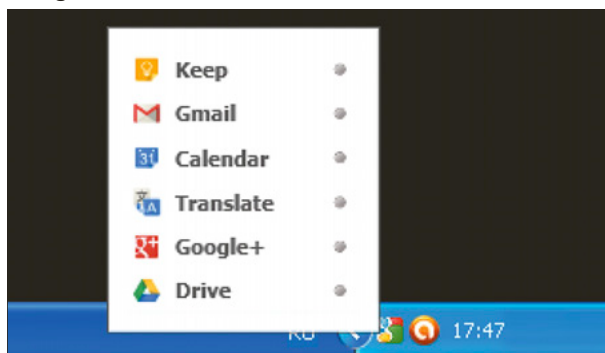 Keep
Gmail
31 Calendar
Translate
Google+
Drive
RU 17:47